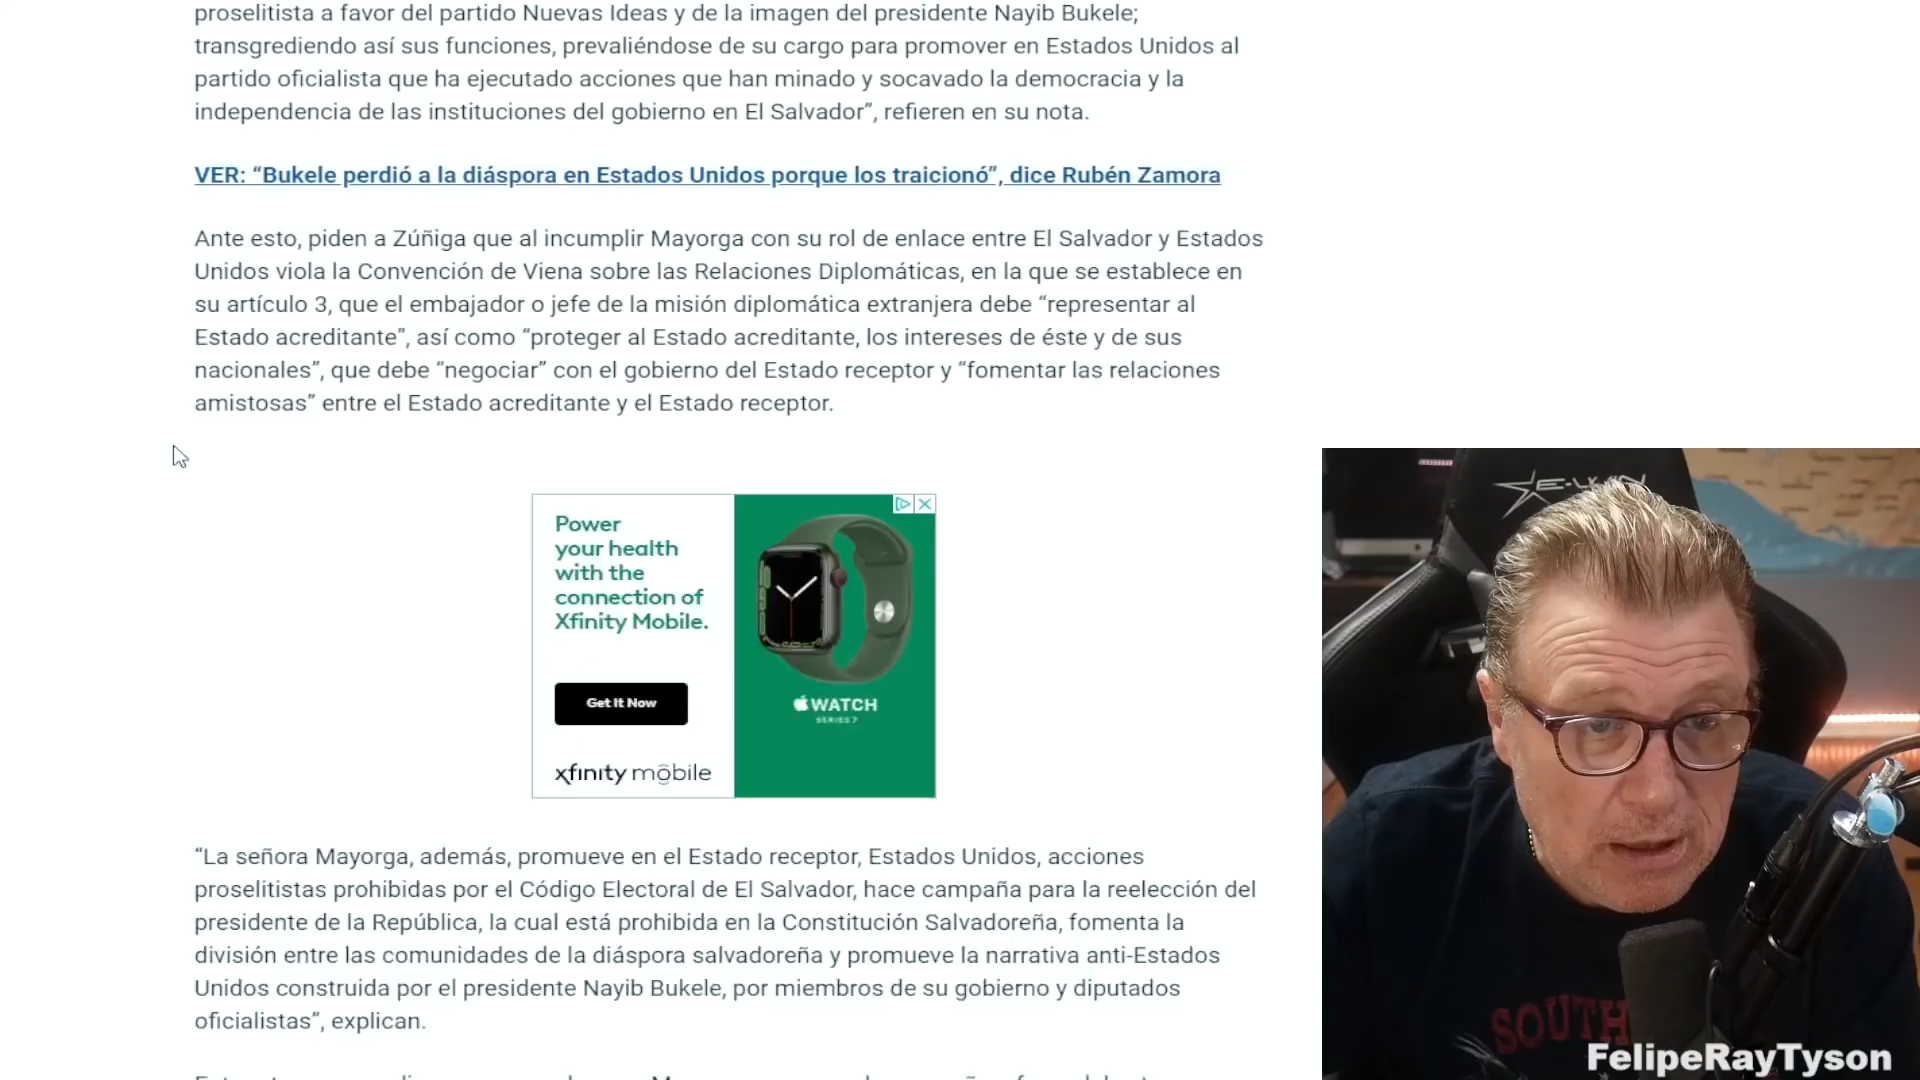 proselitista a favor del partido Nuevas Ideas y de la imagen del presidente Nayib Bukele;
transgrediendo así sus funciones, prevaliéndose de su cargo para promover en Estados Unidos al
partido oficialista que ha ejecutado acciones que han minado y socavado la democracia y la
independencia de las instituciones del gobierno en El Salvador”, refieren en su nota.
VER: “Bukele perdió a la diáspora en Estados Unidos porque los traicionó”, dice Rubén Zamora
Ante esto, piden a Zúñiga que al incumplir Mayorga con su rol de enlace entre El Salvador y Estados
Unidos viola la Convención de Viena sobre las Relaciones Diplomáticas, en la que se establece en
su artículo 3, que el embajador o jefe de la misión diplomática extranjera debe “representar al
Estado acreditante”, así como “proteger al Estado acreditante, los intereses de éste y de sus
nacionales”, que debe “negociar” con el gobierno del Estado receptor y “fomentar las relaciones
amistosas” entre el Estado acreditante y el Estado receptor.
Power
your health
with the
connection of
Xfinity Mobile.
Get It Now
xfinity mobile
WATCH
SERIES 7
“La señora Mayorga, además, promueve en el Estado receptor, Estados Unidos, acciones
proselitistas prohibidas por el Código Electoral de El Salvador, hace campaña para la reelección del
presidente de la República, la cual está prohibida en la Constitución Salvadoreña, fomenta la
división entre las comunidades de la diáspora salvadoreña y promueve la narrativa anti-Estados
Unidos construida por el presidente Nayib Bukele, por miembros de su gobierno y diputados
oficialistas”, explican.
SOUTH
FelipeRayTyson